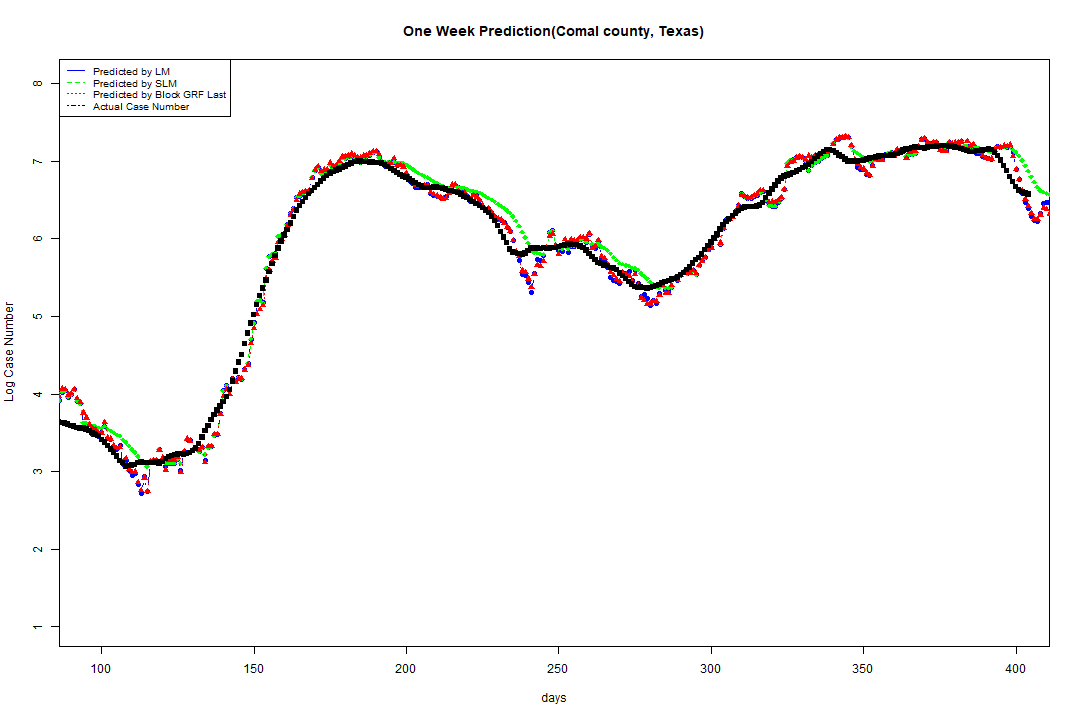 One Week Prediction(Comal county, Texas)
Predicted by LM
Predicted by SLM
Predicted by Block GRF Last
Actual Case Number
8
7
6
5
4
3
2
1
Log Case Number
100 150 200 250 300 350 400
days